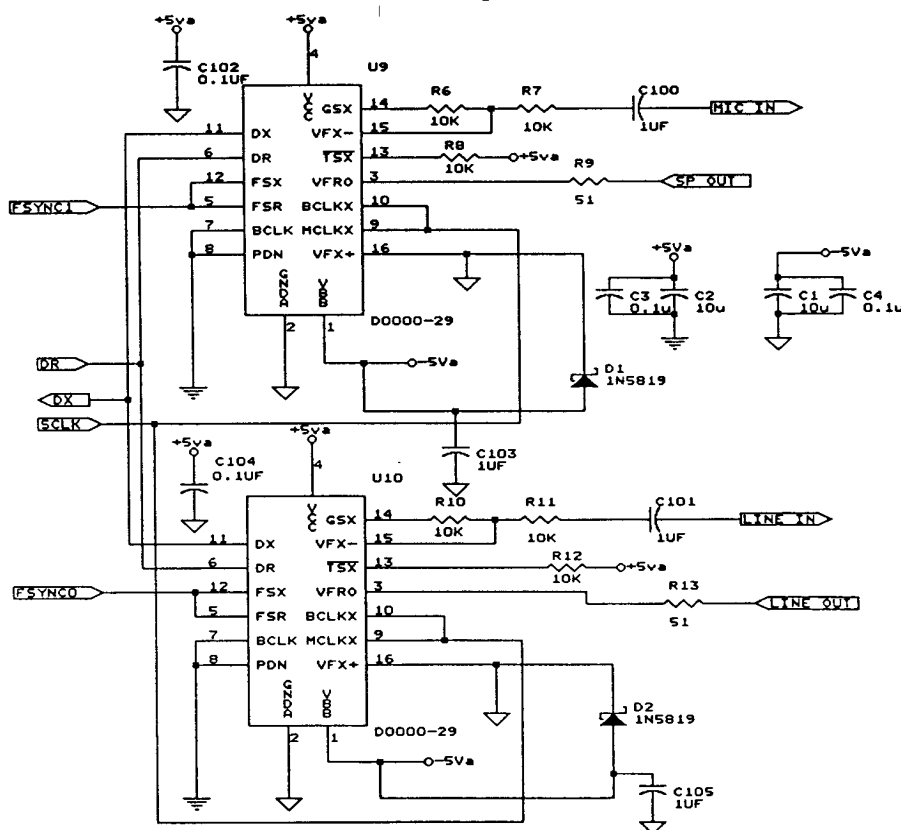 +5va +5va
C102
0.1UF
4
U9
VCC
11 DX
6 DR
12 FSX
5 FSR
7 BCLK
8 PDN
GSX 14
VFX- 15
TSX 13
VFRO 3
BCLKX 10
MCLKX 9
VFX+ 16
GNDA
VBB
2 1
D0000-29
R6
10K
R7
10K
C100
1UF
MIC IN
R8
10K
+5va
R9
51
SP OUT
FSYNC1
+5Va
C3
0.1u
C2
10u
-5Va
C1
10u
C4
0.1u
-5Va
D1
1N5819
DR
DX
SCLK
C103
1UF
+5va +5va
C104
0.1UF
4
U10
VCC
11 DX
6 DR
12 FSX
5 FSR
7 BCLK
8 PDN
GSX 14
VFX- 15
TSX 13
VFRO 3
BCLKX 10
MCLKX 9
VFX+ 16
GNDA
VBB
2 1
D0000-29
R10
10K
R11
10K
C101
1UF
LINE IN
R12
10K
+5va
R13
51
LINE OUT
FSYNC0
D2
1N5819
-5Va
C105
1UF